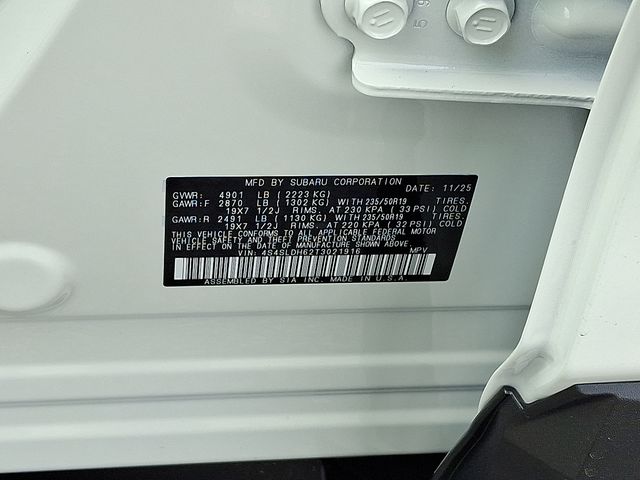 MFD BY SUBARU CORPORATION
DATE: 11/25
GVWR: 4901 LB ( 2223 KG)
GAWR:F 2870 LB ( 1302 KG) WITH 235/50R19 TIRES,
19X7 1/2J RIMS, AT 230 KPA ( 33 PSI) COLD
GAWR:R 2491 LB ( 1130 KG) WITH 235/50R19 TIRES,
19X7 1/2J RIMS, AT 220 KPA ( 32 PSI) COLD
THIS VEHICLE CONFORMS TO ALL APPLICABLE FEDERAL MOTOR
VEHICLE SAFETY AND THEFT PREVENTION STANDARDS
IN EFFECT ON THE DATE OF MANUFACTURE SHOWN ABOVE.
VIN: 4S4SLDH62T3021916 MPV
ASSEMBLED BY SIA INC. MADE IN U.S.A.